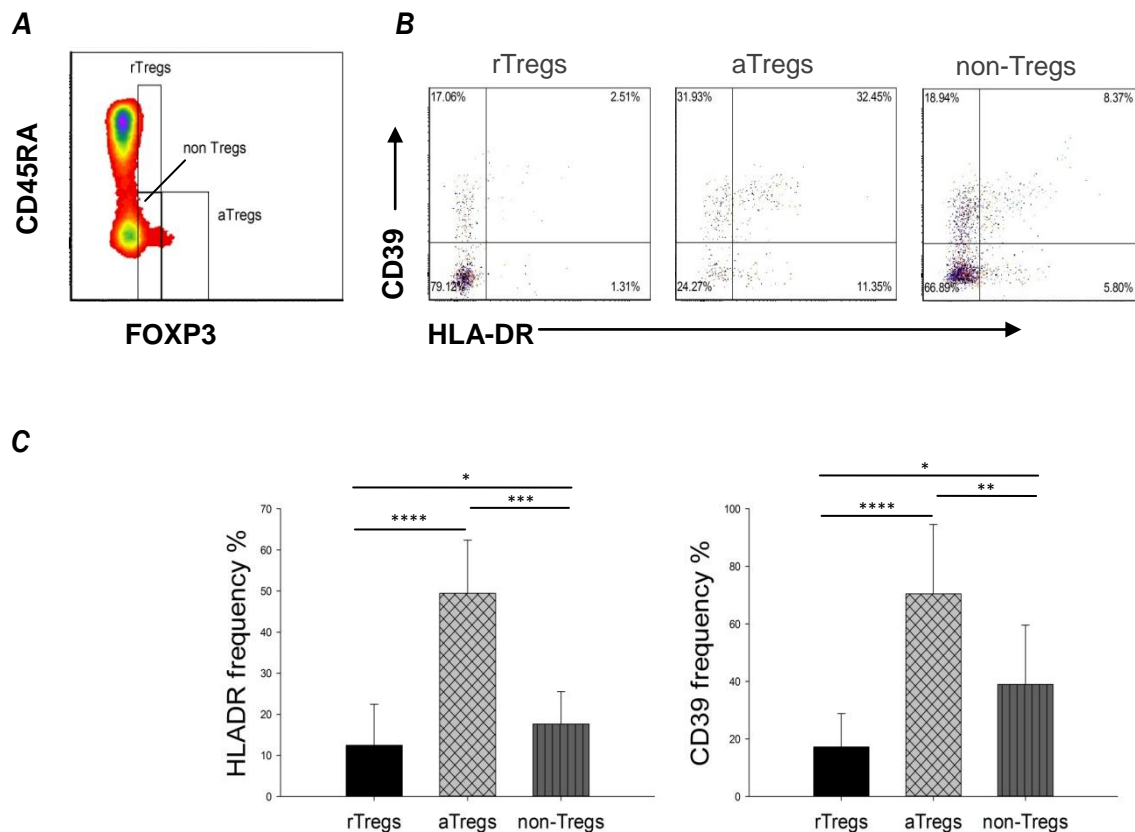 A
CD45RA
rTregs
non Tregs
aTregs
FOXP3
B
rTregs
aTregs
non-Tregs
CD39
17.06% 2.51%
79.12% 1.31%
31.93% 32.45%
24.27% 11.35%
18.94% 8.37%
66.89% 5.80%
HLA-DR
C
*
***
****
HLADR frequency %
70
60
50
40
30
20
10
0
rTregs aTregs non-Tregs
*
**
****
CD39 frequency %
100
80
60
40
20
0
rTregs aTregs non-Tregs